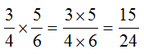 3/4 × 5/6 = 3 × 5/4 × 6 = 15/24